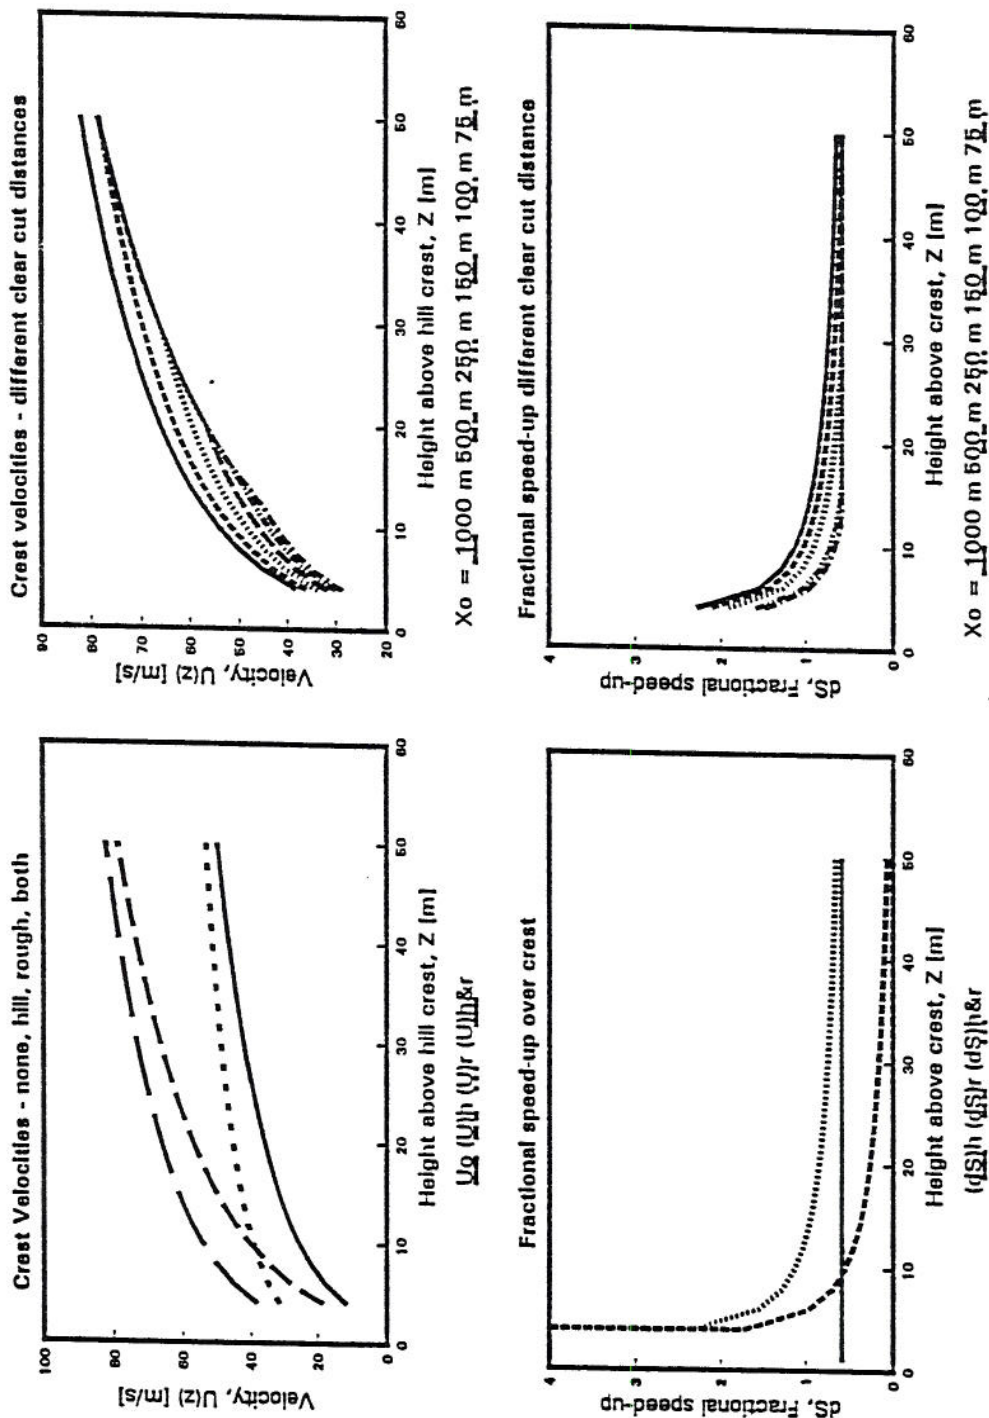 Crest Velocities - none, hill, rough, both
Velocity, U(z) [m/s]
100
80
60
40
20
0
0 10 20 30 40 50 60
Height above hill crest, Z [m]
Uo (U)h (U)r (U)h&r
Crest velocities - different clear cut distances
Velocity, U(z) [m/s]
90
80
70
60
50
40
30
20
0 10 20 30 40 50 60
Height above hill crest, Z [m]
Xo = 1000 m 500 m 250 m 150 m 100 m 75 m
Fractional speed-up over crest
dS, Fractional speed-up
4
3
2
1
0
0 10 20 30 40 50 60
Height above crest, Z [m]
(dS)h (dS)r (dS)h&r
Fractional speed-up different clear cut distance
dS, Fractional speed-up
4
3
2
1
0
0 10 20 30 40 50 60
Height above crest, Z [m]
Xo = 1000 m 500 m 250 m 150 m 100 m 75 m